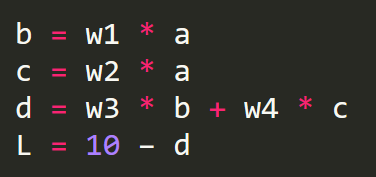 b = w1 * a
c = w2 * a
d = w3 * b + w4 * c
L = 10 – d